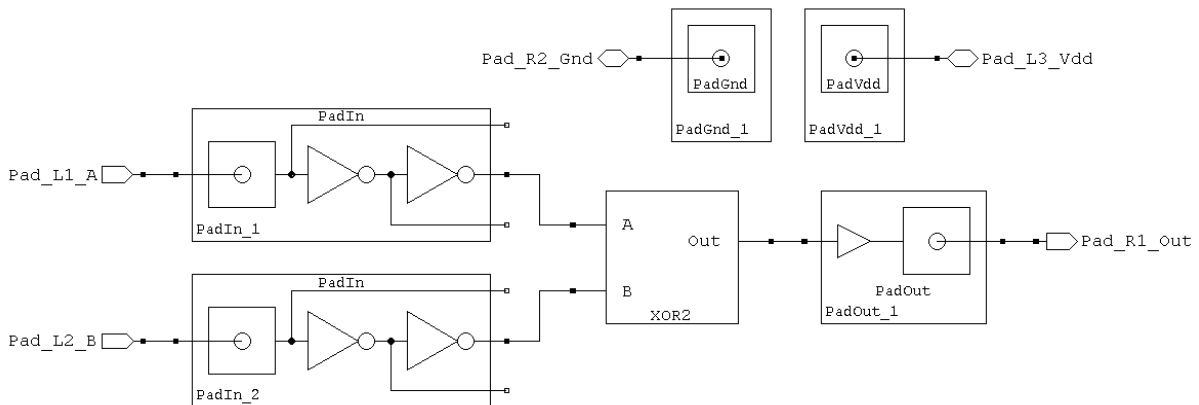 Pad_R2_Gnd
PadGnd
PadGnd_1
PadVdd
PadVdd_1
Pad_L3_Vdd
Pad_L1_A
PadIn
PadIn_1
A
B
Out
XOR2
PadOut
PadOut_1
Pad_R1_Out
Pad_L2_B
PadIn
PadIn_2